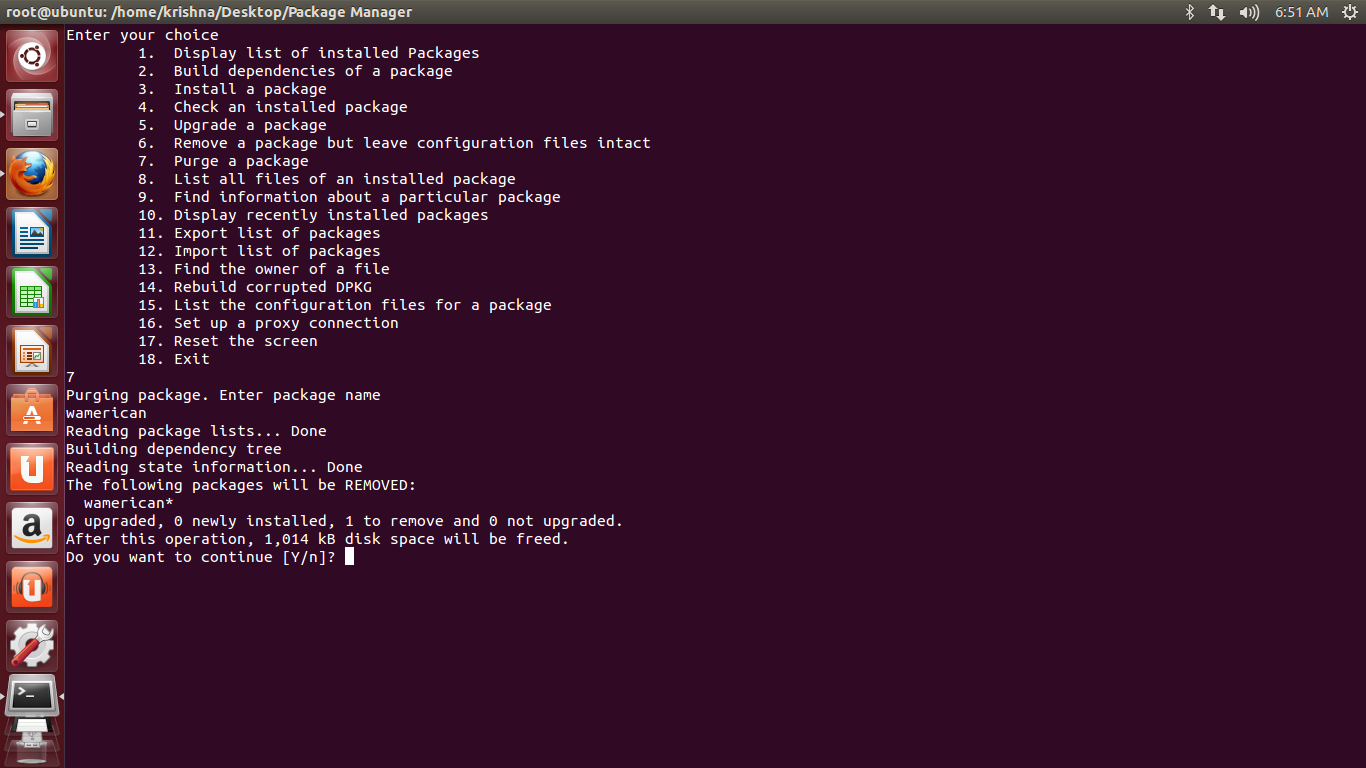 root@ubuntu: /home/krishna/Desktop/Package Manager
6:51 AM
Enter your choice
1. Display list of installed Packages
2. Build dependencies of a package
3. Install a package
4. Check an installed package
5. Upgrade a package
6. Remove a package but leave configuration files intact
7. Purge a package
8. List all files of an installed package
9. Find information about a particular package
10. Display recently installed packages
11. Export list of packages
12. Import list of packages
13. Find the owner of a file
14. Rebuild corrupted DPKG
15. List the configuration files for a package
16. Set up a proxy connection
17. Reset the screen
18. Exit
7
Purging package. Enter package name
wamerican
Reading package lists... Done
Building dependency tree
Reading state information... Done
The following packages will be REMOVED:
wamerican*
0 upgraded, 0 newly installed, 1 to remove and 0 not upgraded.
After this operation, 1,014 kB disk space will be freed.
Do you want to continue [Y/n]?